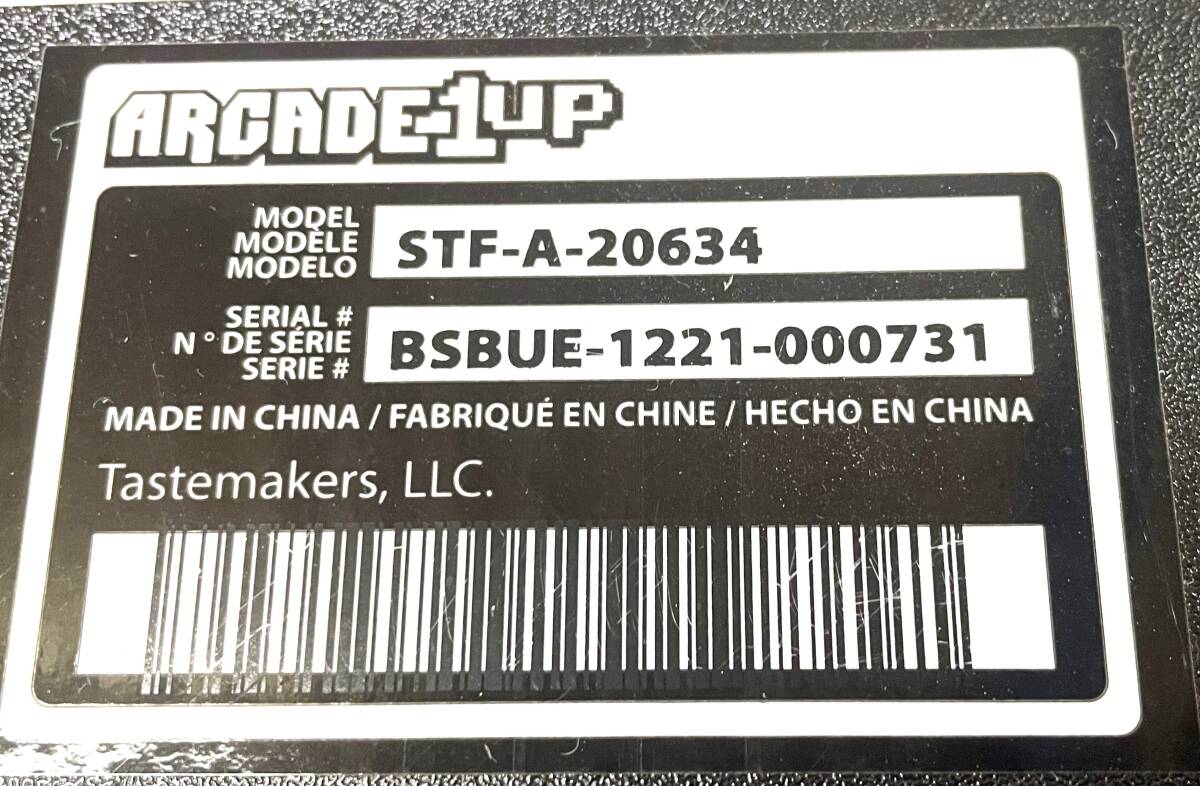 ARCADE1UP
MODEL
MODÈLE
MODELO
STF-A-20634
SERIAL #
N° DE SÉRIE
SERIE #
BSBUE-1221-000731
MADE IN CHINA / FABRIQUÉ EN CHINE / HECHO EN CHINA
Tastemakers, LLC.